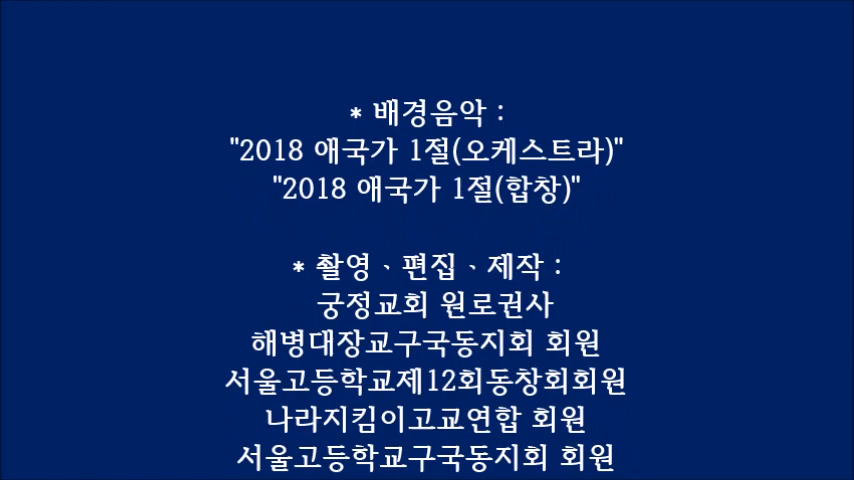 * 배경음악 :
"2018 애국가 1절(오케스트라)"
"2018 애국가 1절(합창)"
* 촬영、편집、제작 :
궁정교회 원로권사
해병대장교구국동지회 회원
서울고등학교제12회동창회회원
나라지킴이고교연합 회원
서울고등학교구국동지회 회원